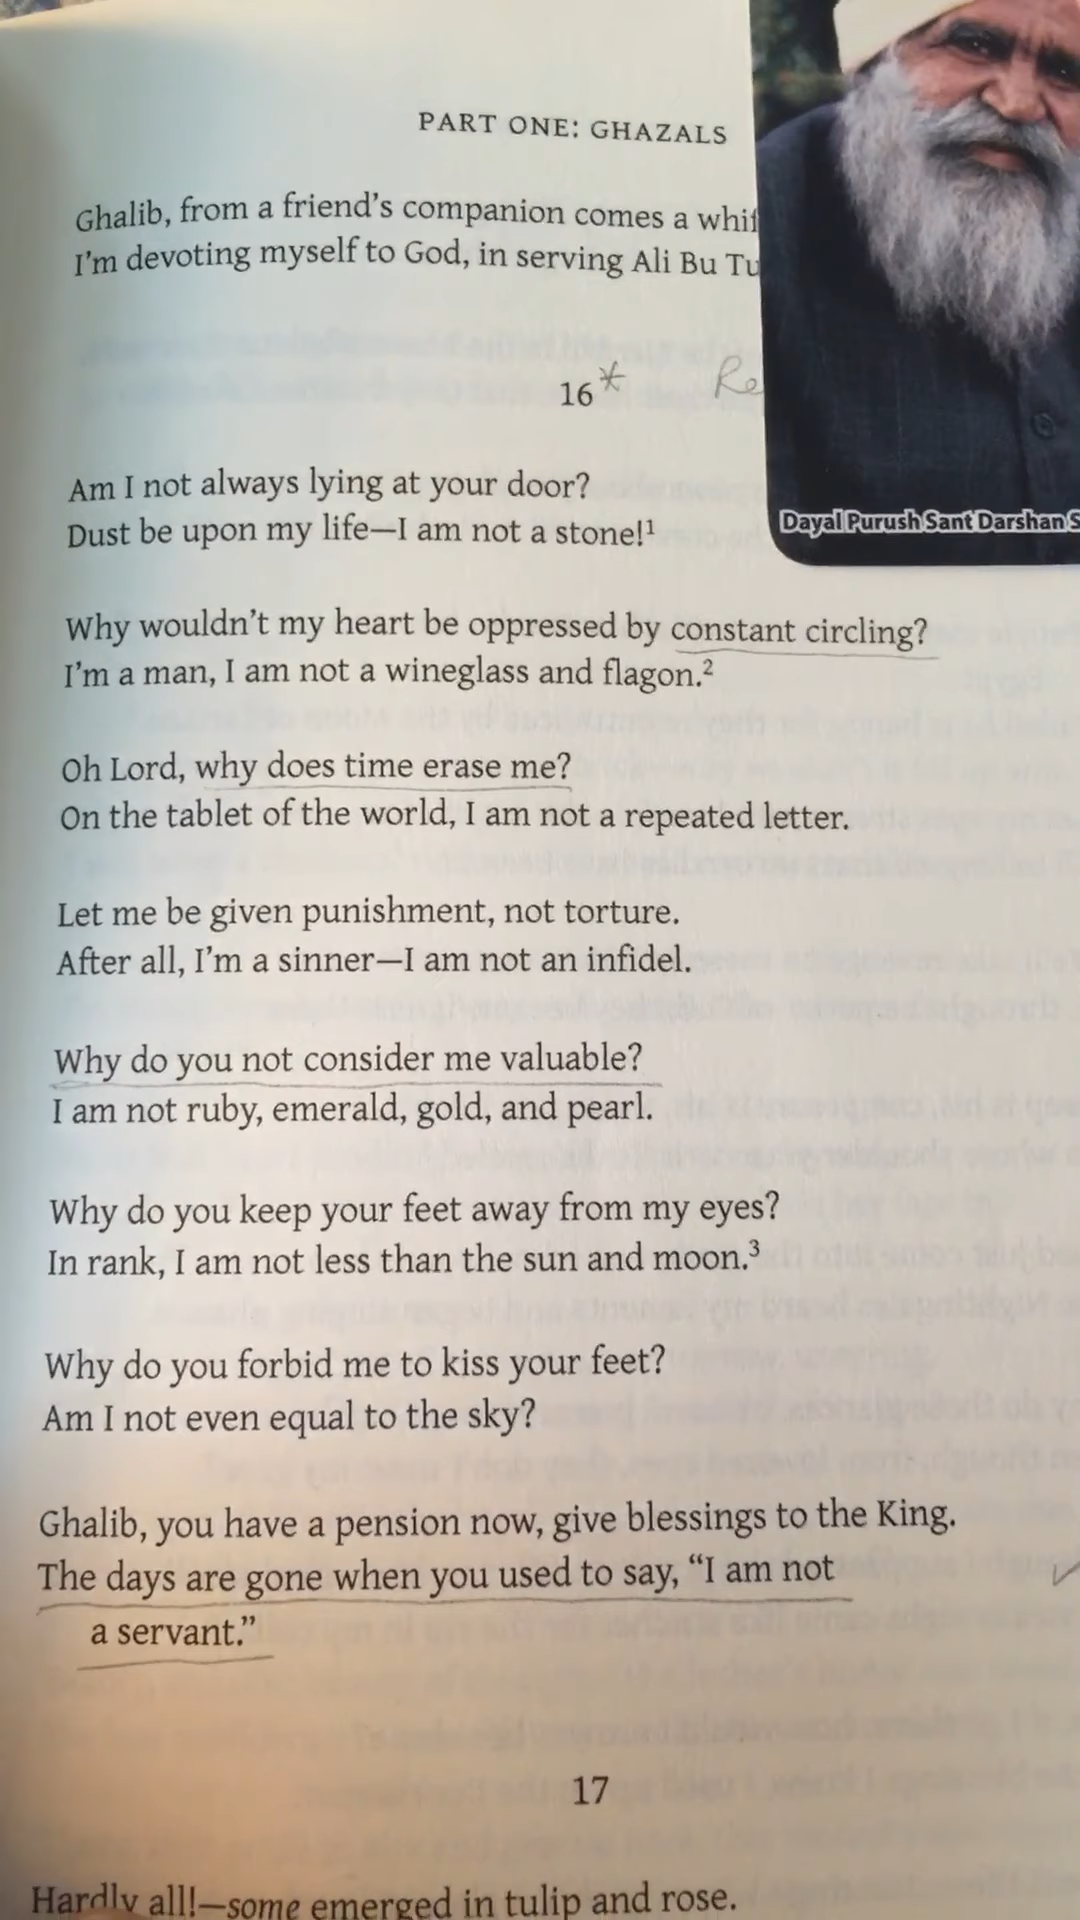 PART ONE: GHAZALS
Ghalib, from a friend's companion comes a
I'm devoting myself to God, in serving Ali Bu
16*
Am I not always lying at your door?
Dust be upon my life—I am not a stone!¹
Dayal Purush Sant Darshan
Why wouldn't my heart be oppressed by constant circling?
I'm a man, I am not a wineglass and flagon.²
Oh Lord, why does time erase me?
On the tablet of the world, I am not a repeated letter.
Let me be given punishment, not torture.
After all, I'm a sinner—I am not an infidel.
Why do you not consider me valuable?
I am not ruby, emerald, gold, and pearl.
Why do you keep your feet away from my eyes?
In rank, I am not less than the sun and moon.³
Why do you forbid me to kiss your feet?
Am I not even equal to the sky?
Ghalib, you have a pension now, give blessings to the King.
The days are gone when you used to say, “I am not
a servant.”
17
Hardly all!—some emerged in tulip and rose.